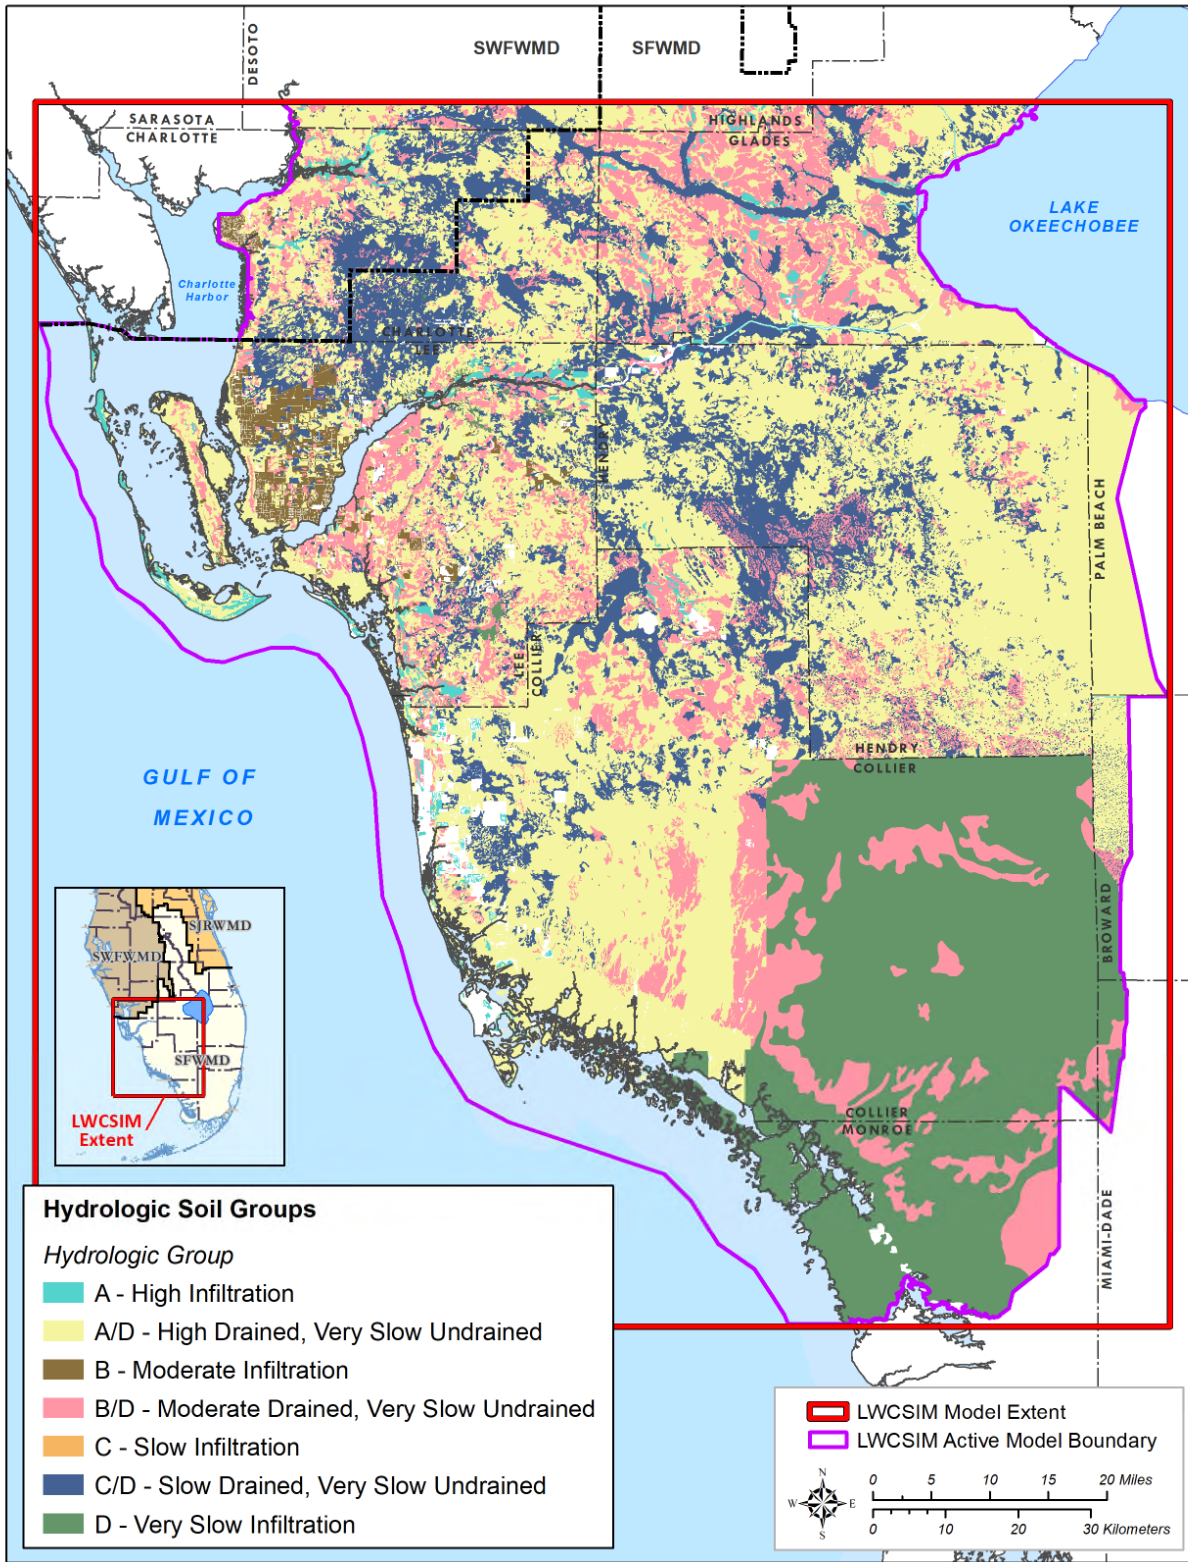 SWFWMD
SFWMD
DESOTO
SARASOTA
CHARLOTTE
HIGHLANDS
GLADES
LAKE
OKEECHOBEE
Charlotte
Harbor
CHARLOTTE
LEE
HENDRY
PALM BEACH
LEE
COLLIER
HENDRY
COLLIER
GULF OF
MEXICO
BROWARD
SJRWMD
SWFWMD
SFWMD
LWCSIM
Extent
COLLIER
MONROE
MIAMI-DADE
Hydrologic Soil Groups
Hydrologic Group
A - High Infiltration
A/D - High Drained, Very Slow Undrained
B - Moderate Infiltration
B/D - Moderate Drained, Very Slow Undrained
C - Slow Infiltration
C/D - Slow Drained, Very Slow Undrained
D - Very Slow Infiltration
LWCSIM Model Extent
LWCSIM Active Model Boundary
N
W E
S
0 5 10 15 20 Miles
0 10 20 30 Kilometers